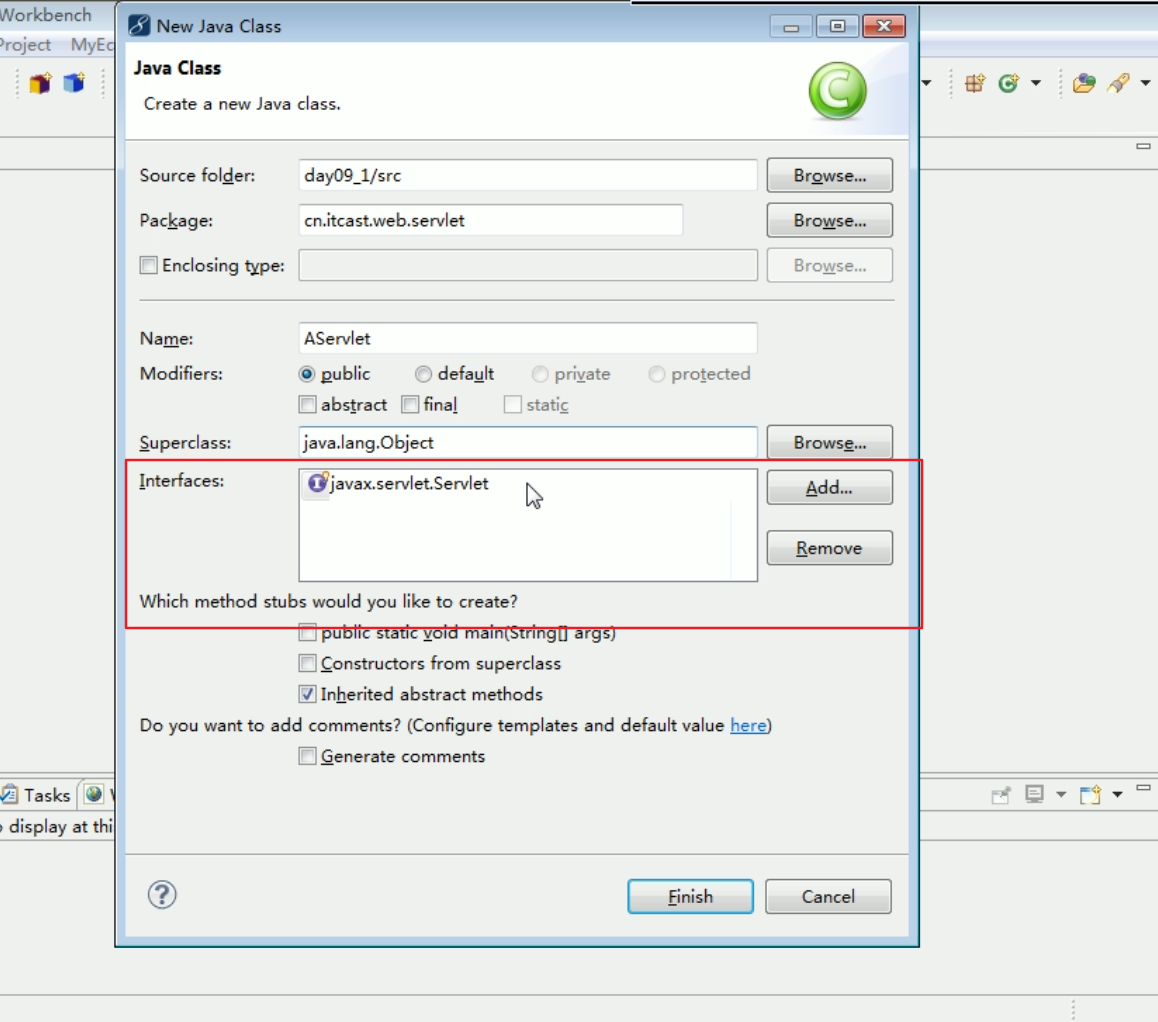 Workbench
Project MyEc
New Java Class
Java Class
Create a new Java class.
Source folder: day09_1/src Browse...
Package: cn.itcast.web.servlet Browse...
Enclosing type: Browse...
Name: AServlet
Modifiers: public default private protected
abstract final static
Superclass: java.lang.Object Browse...
Interfaces: javax.servlet.Servlet Add...
Remove
Which method stubs would you like to create?
public static void main(String[] args)
Constructors from superclass
Inherited abstract methods
Do you want to add comments? (Configure templates and default value here)
Generate comments
Tasks
display at thi
Finish Cancel